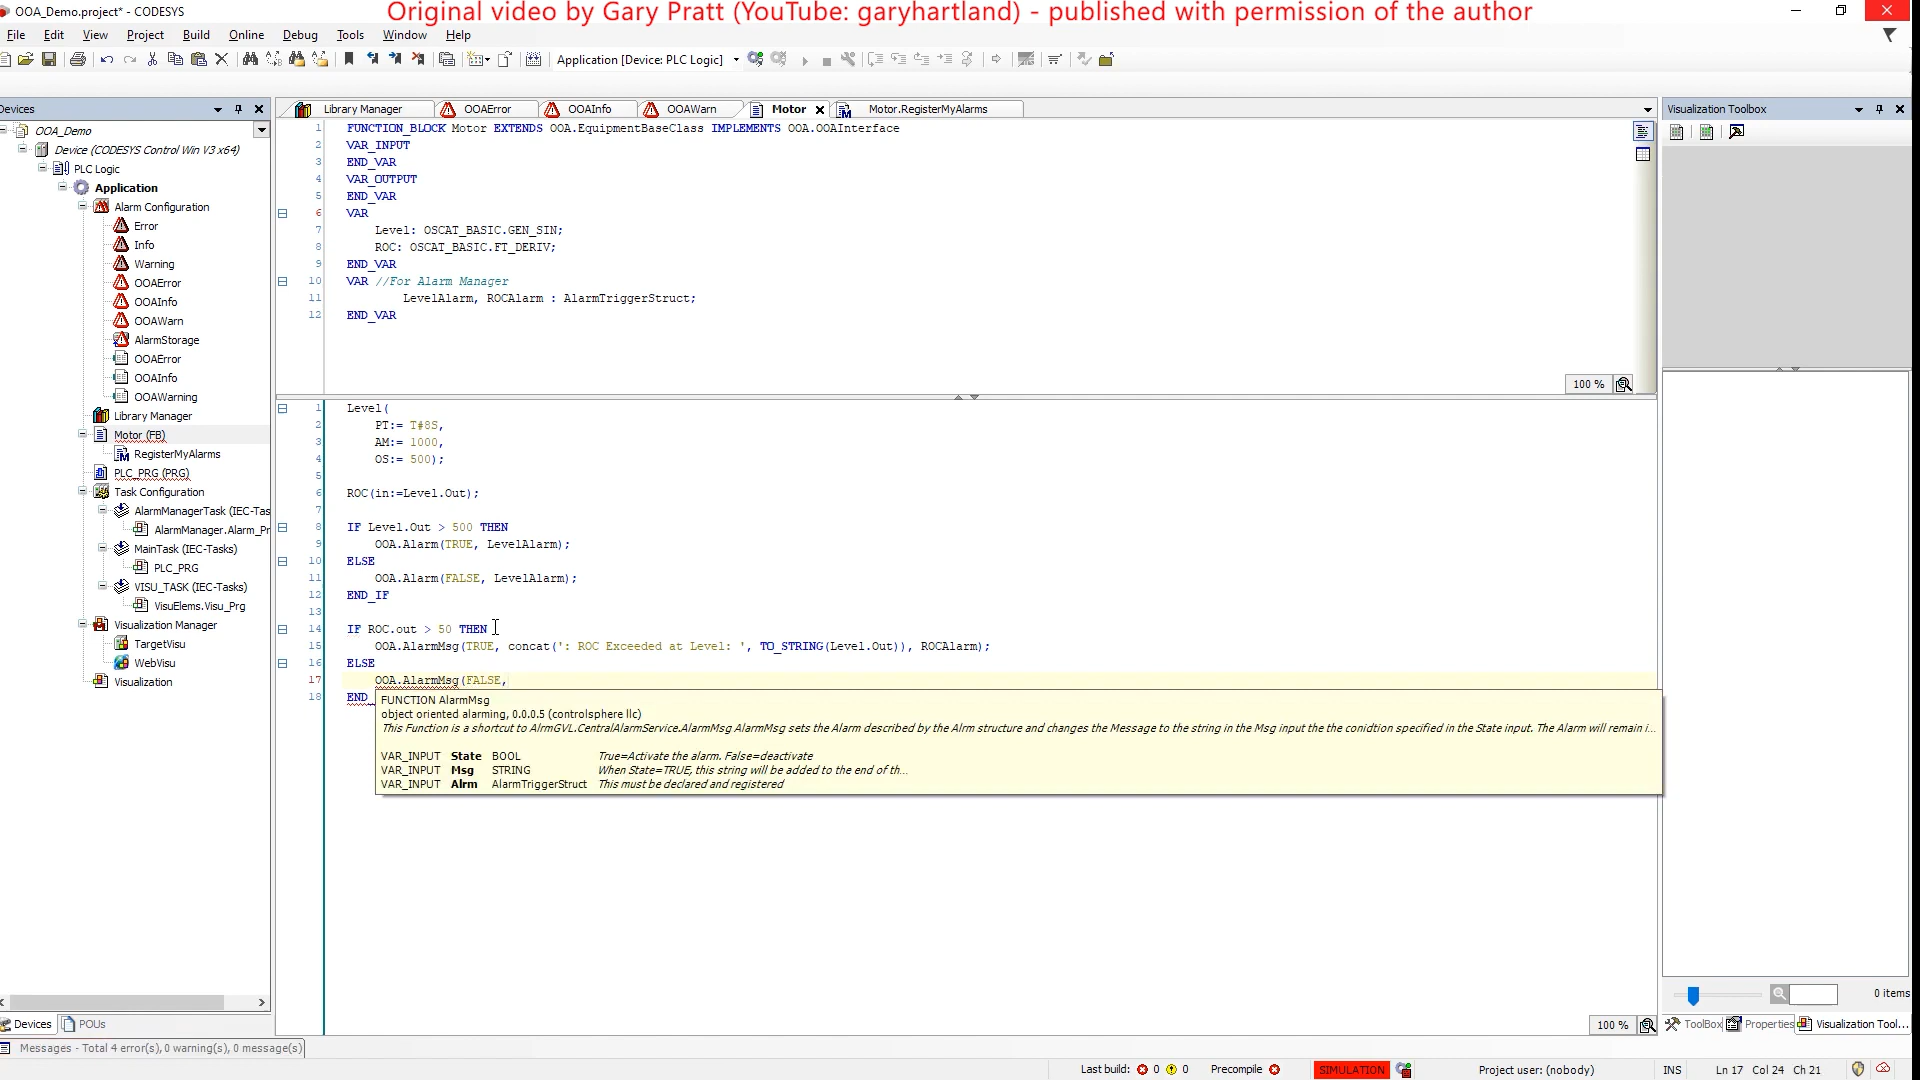 OOA_Demo.project* - CODESYS
Original video by Gary Pratt (YouTube: garyhartland) - published with permission of the author
File Edit View Project Build Online Debug Tools Window Help
Application [Device: PLC Logic]
Devices
OOA_Demo
Device (CODESYS Control Win V3 x64)
PLC Logic
Application
Alarm Configuration
Error
Info
Warning
OOAError
OOAInfo
OOAWarn
AlarmStorage
OOAError
OOAInfo
OOAWarning
Library Manager
Motor (FB)
RegisterMyAlarms
PLC_PRG (PRG)
Task Configuration
AlarmManagerTask (IEC-Tas
AlarmManager.Alarm_Pr
MainTask (IEC-Tasks)
PLC_PRG
VISU_TASK (IEC-Tasks)
VisuElems.Visu_Prg
Visualization Manager
TargetVisu
WebVisu
Visualization
Devices POUs
Library Manager OOAError OOAInfo OOAWarn Motor Motor.RegisterMyAlarms
1 FUNCTION_BLOCK Motor EXTENDS OOA.EquipmentBaseClass IMPLEMENTS OOA.OOAInterface
2 VAR_INPUT
3 END_VAR
4 VAR_OUTPUT
5 END_VAR
6 VAR
7 Level: OSCAT_BASIC.GEN_SIN;
8 ROC: OSCAT_BASIC.FT_DERIV;
9 END_VAR
10 VAR //For Alarm Manager
11 LevelAlarm, ROCAlarm : AlarmTriggerStruct;
12 END_VAR
100 %
1 Level(
2 PT:= T#8S,
3 AM:= 1000,
4 OS:= 500);
5
6 ROC(in:=Level.Out);
7
8 IF Level.Out > 500 THEN
9 OOA.Alarm(TRUE, LevelAlarm);
10 ELSE
11 OOA.Alarm(FALSE, LevelAlarm);
12 END_IF
13
14 IF ROC.out > 50 THEN
15 OOA.AlarmMsg(TRUE, concat(': ROC Exceeded at Level: ', TO_STRING(Level.Out)), ROCAlarm);
16 ELSE
17 OOA.AlarmMsg(FALSE,
18 END_
FUNCTION AlarmMsg
object oriented alarming, 0.0.0.5 (controlsphere llc)
This Function is a shortcut to AlrmGVL.CentralAlarmService.AlarmMsg AlarmMsg sets the Alarm described by the Alrm structure and changes the Message to the string in the Msg input the the conidtion specified in the State input. The Alarm will remain i...
VAR_INPUT State BOOL True=Activate the alarm. False=deactivate
VAR_INPUT Msg STRING When State=TRUE, this string will be added to the end of th...
VAR_INPUT Alrm AlarmTriggerStruct This must be declared and registered
100 %
Visualization Toolbox
0 items
ToolBox Properties Visualization Tool...
Messages - Total 4 error(s), 0 warning(s), 0 message(s)
Last build: 0 0 Precompile SIMULATION Project user: (nobody) INS Ln 17 Col 24 Ch 21